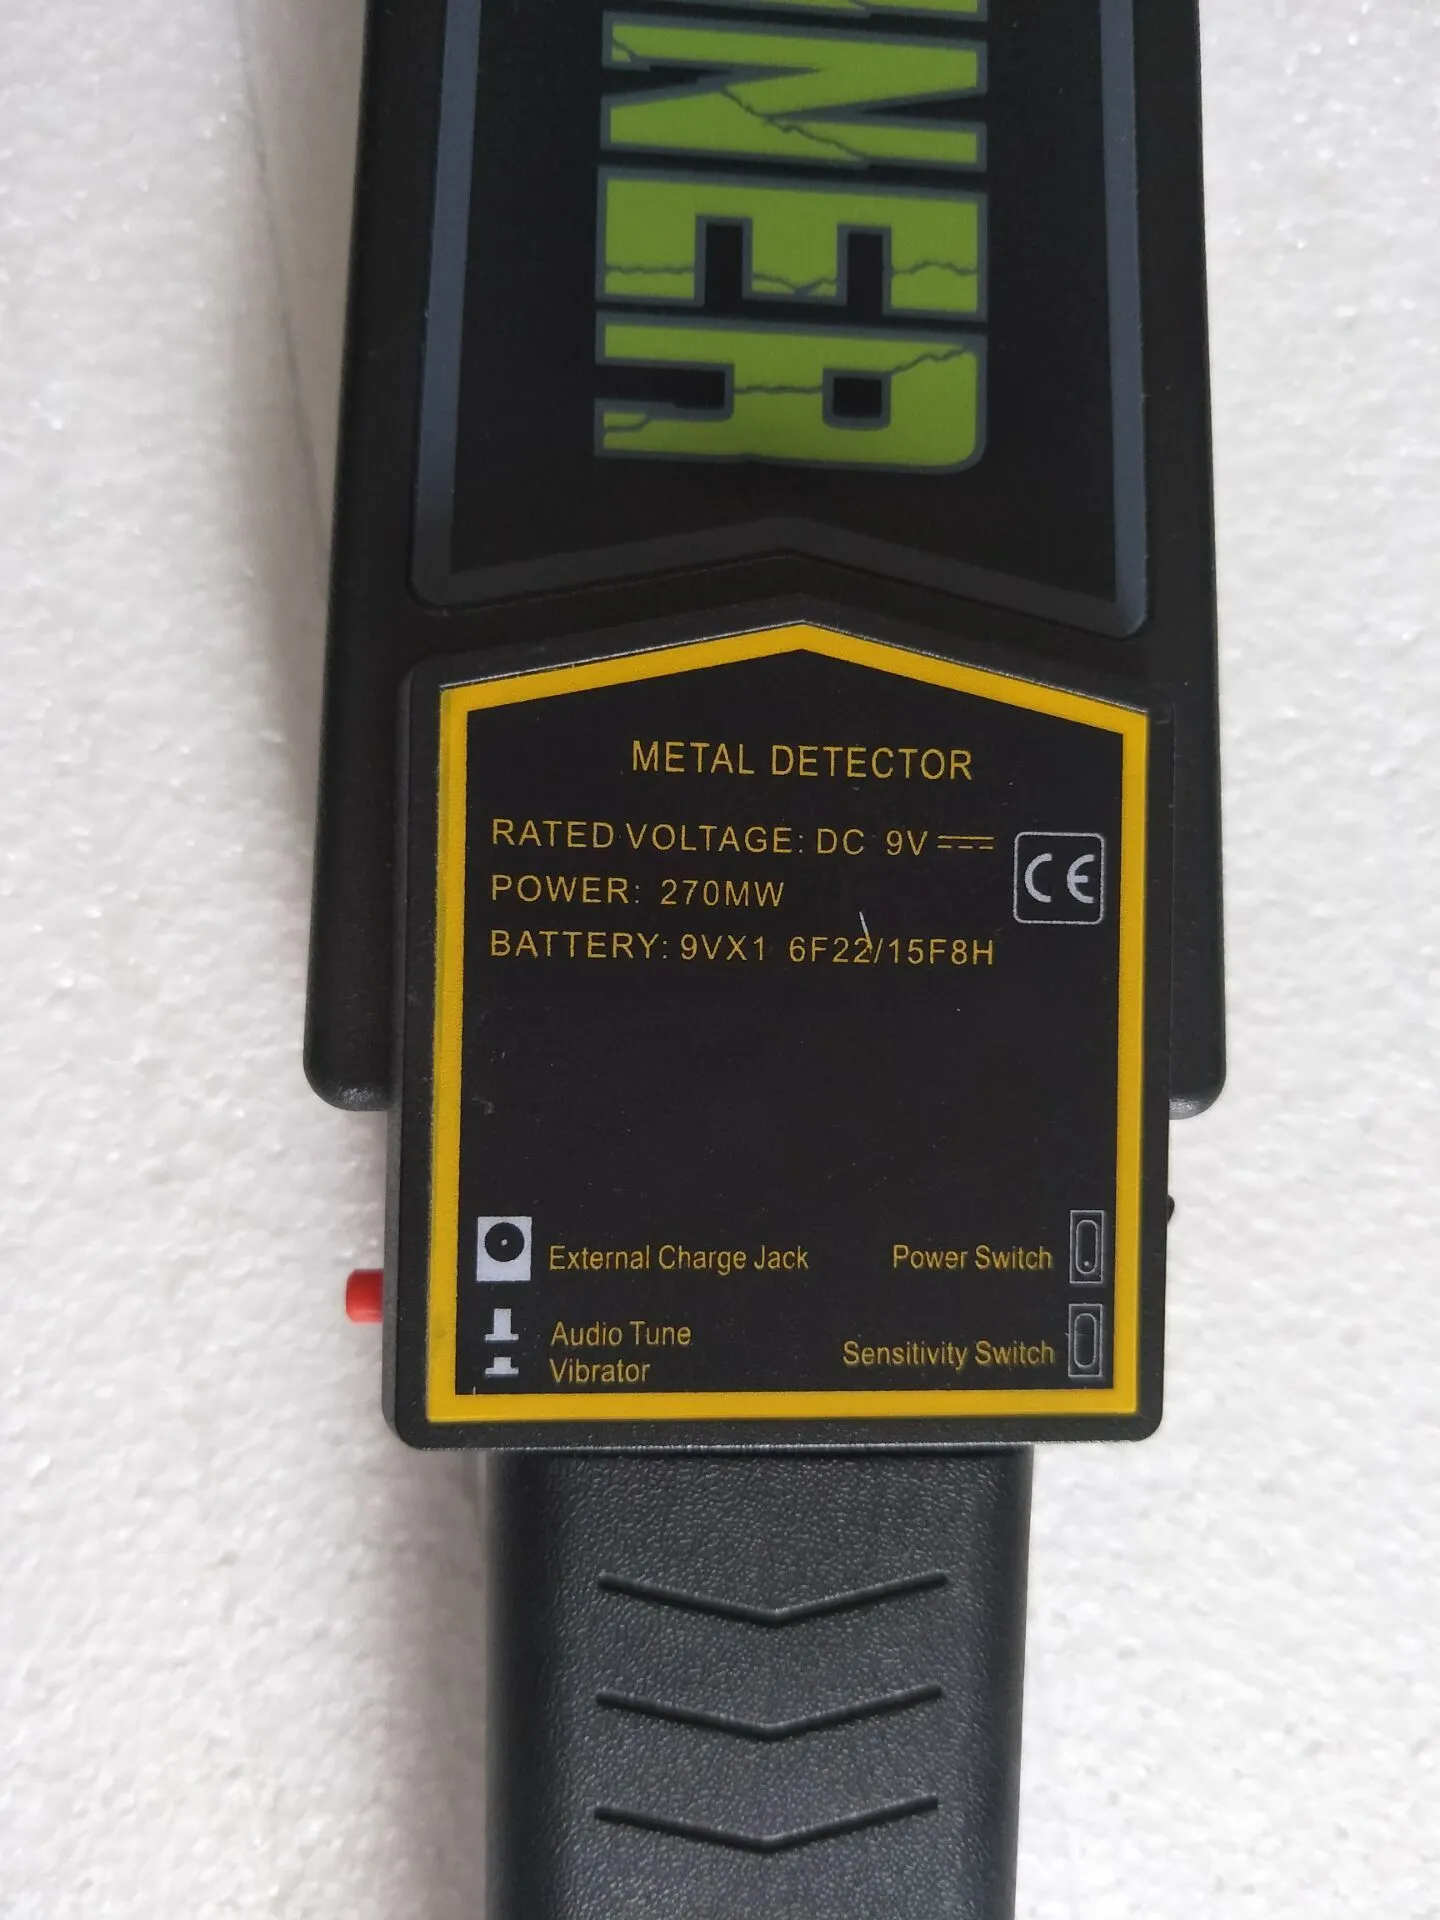 NNER
METAL DETECTOR
RATED VOLTAGE: DC 9V
POWER: 270MW
CE
BATTERY: 9VX1 6F22/15F8H
External Charge Jack
Power Switch
Audio Tune
Sensitivity Switch
Vibrator